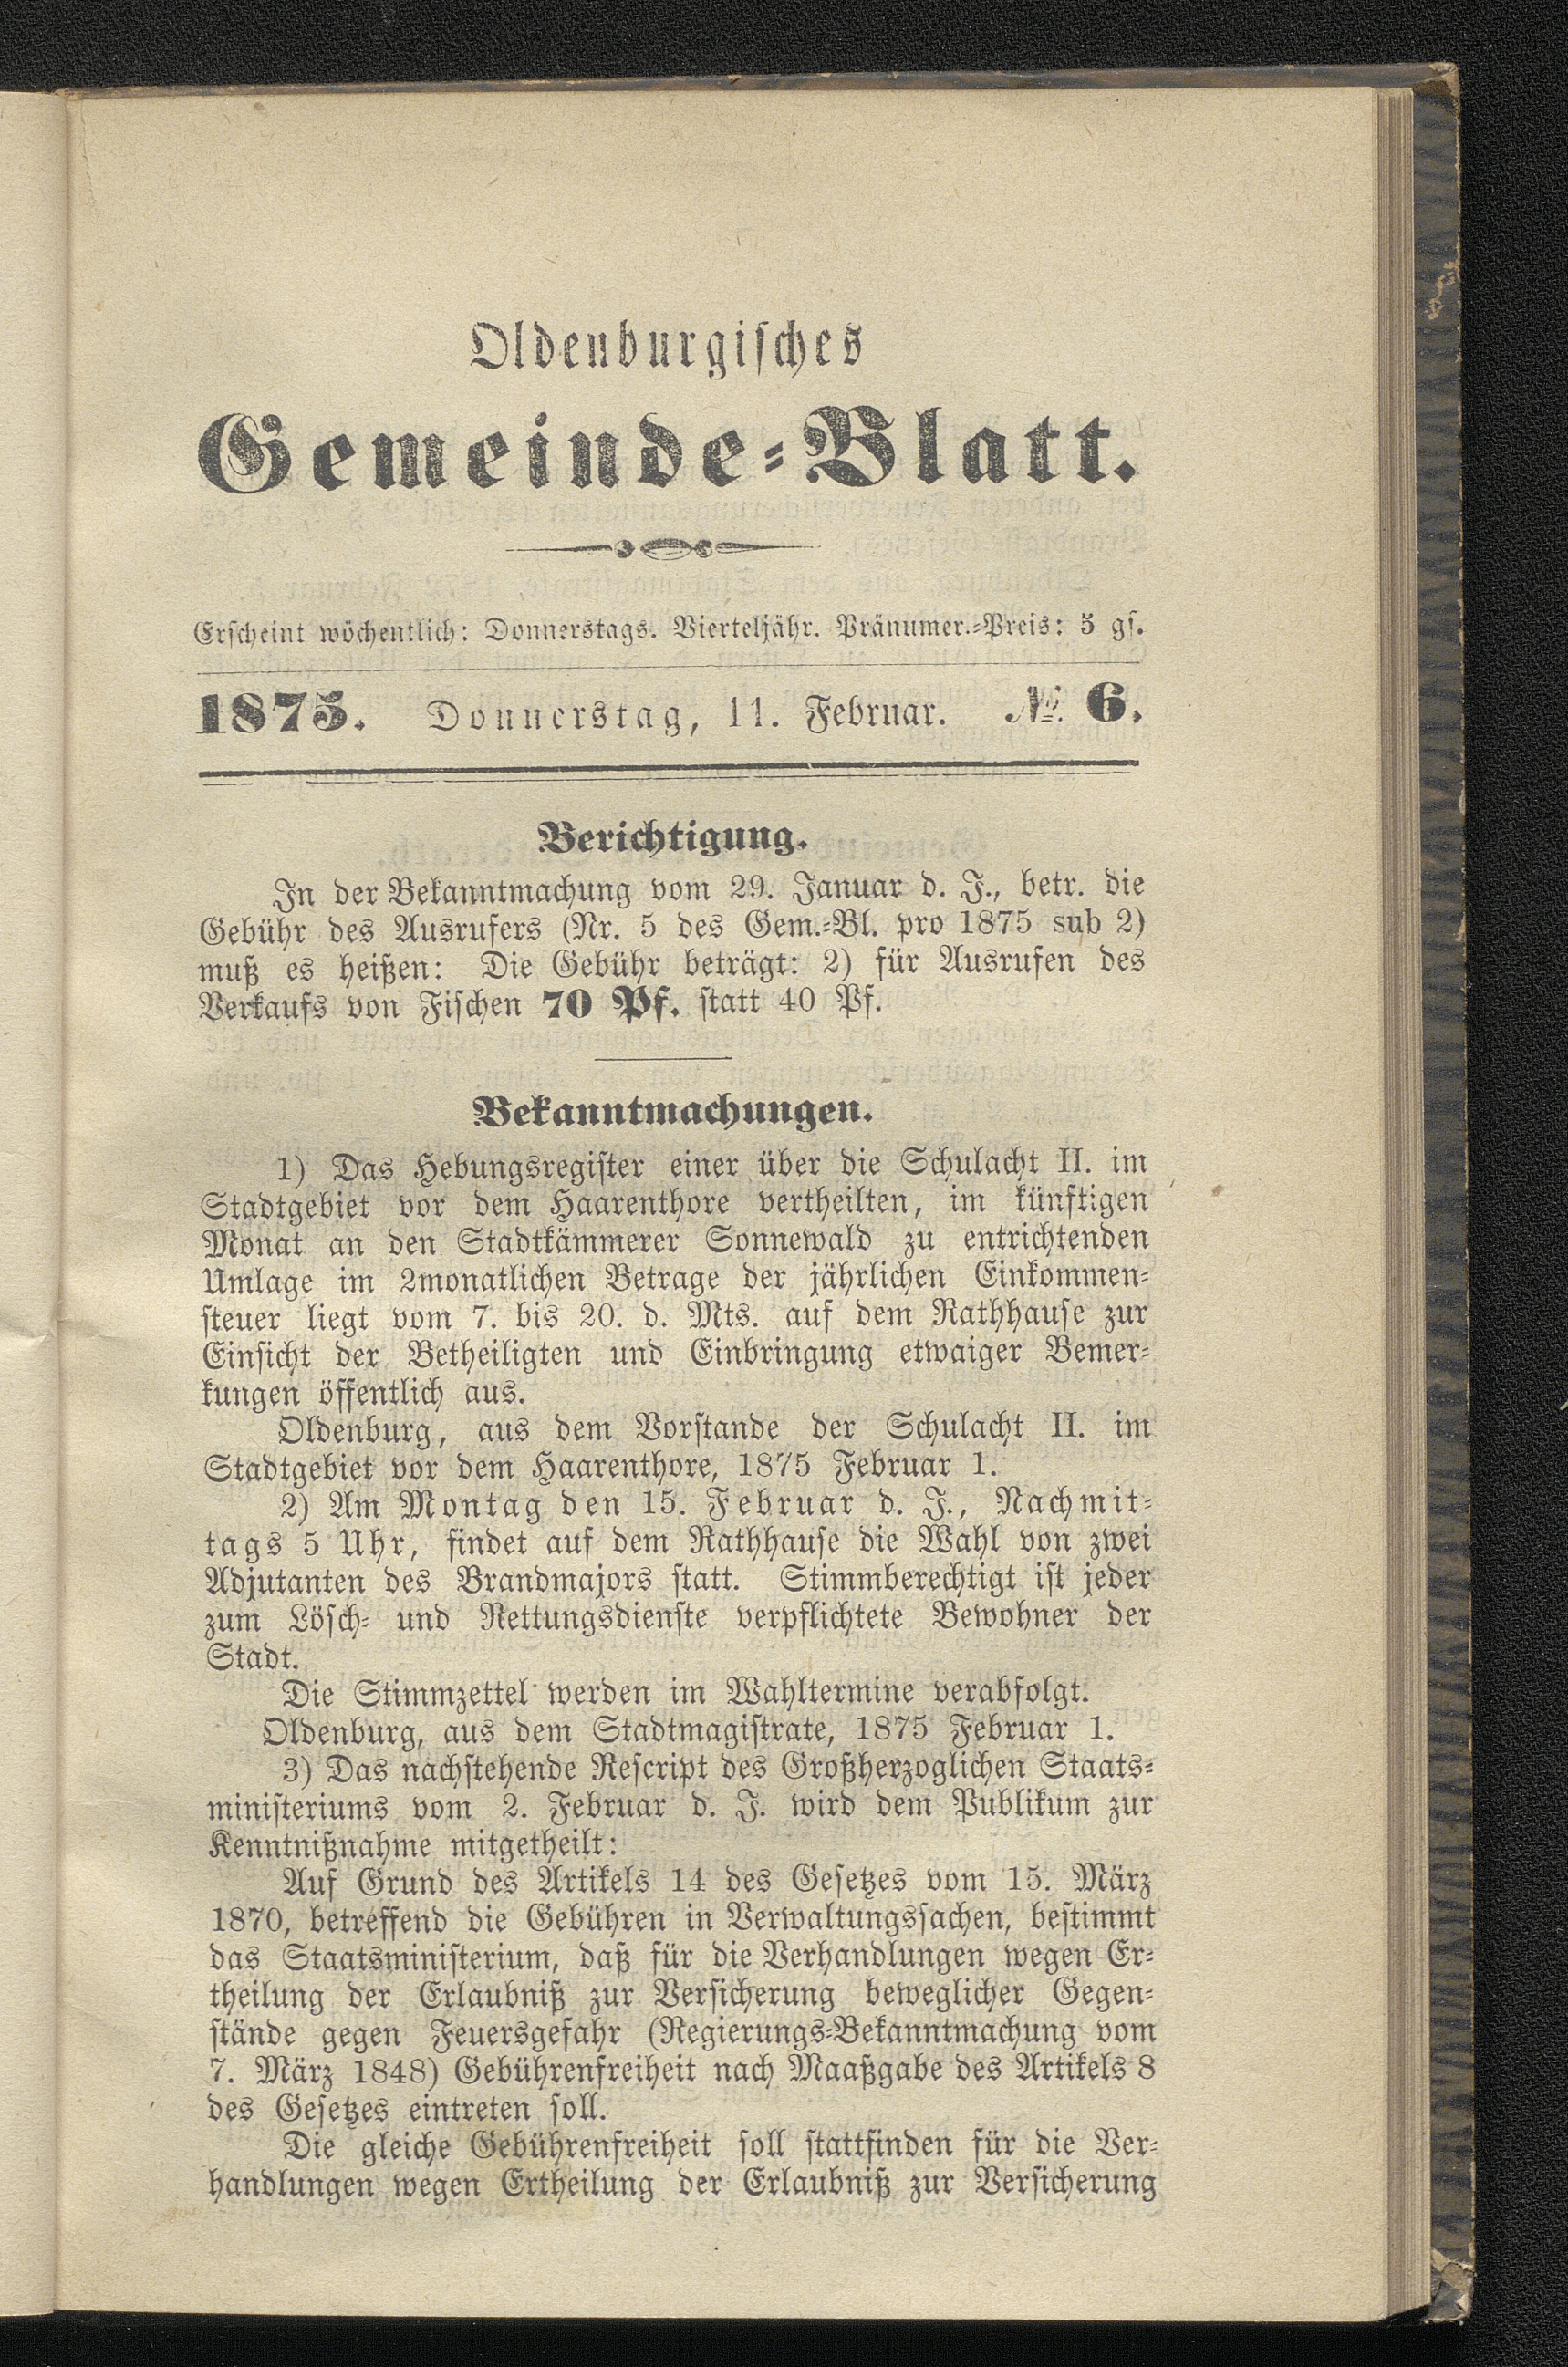 Oldenburgisches
Gemeinde-Blatt.
Erscheint wöchentlich: Donnerstags. Vierteljähr. Pränumer.-Preis: 5 gs.
1875. Donnerstag, 11. Februar. № 6.
Berichtigung.
In der Bekanntmachung vom 29. Januar d. J., betr. die
Gebühr des Ausrufers (Nr. 5 des Gem.-Bl. pro 1875 sub 2)
muß es heißen: Die Gebühr beträgt: 2) für Ausrufen des
Verkaufs von Fischen 70 Pf. statt 40 Pf.
Bekanntmachungen.
1) Das Hebungsregister einer über die Schulacht II. im
Stadtgebiet vor dem Haarenthore vertheilten, im künftigen
Monat an den Stadtkämmerer Sonnewald zu entrichtenden
Umlage im 2monatlichen Betrage der jährlichen Einkommen-
steuer liegt vom 7. bis 20. d. Mts. auf dem Rathhause zur
Einsicht der Betheiligten und Einbringung etwaiger Bemer-
kungen öffentlich aus.
Oldenburg, aus dem Vorstande der Schulacht II. im
Stadtgebiet vor dem Haarenthore, 1875 Februar 1.
2) Am Montag den 15. Februar d. J., Nachmit-
tags 5 Uhr, findet auf dem Rathhause die Wahl von zwei
Adjutanten des Brandmajors statt. Stimmberechtigt ist jeder
zum Lösch- und Rettungsdienste verpflichtete Bewohner der
Stadt.
Die Stimmzettel werden im Wahltermine verabfolgt.
Oldenburg, aus dem Stadtmagistrate, 1875 Februar 1.
3) Das nachstehende Rescript des Großherzoglichen Staats-
ministeriums vom 2. Februar d. J. wird dem Publikum zur
Kenntnißnahme mitgetheilt:
Auf Grund des Artikels 14 des Gesetzes vom 15. März
1870, betreffend die Gebühren in Verwaltungssachen, bestimmt
das Staatsministerium, daß für die Verhandlungen wegen Er-
theilung der Erlaubniß zur Versicherung beweglicher Gegen-
stände gegen Feuersgefahr (Regierungs-Bekanntmachung vom
7. März 1848) Gebührenfreiheit nach Maaßgabe des Artikels 8
des Gesetzes eintreten soll.
Die gleiche Gebührenfreiheit soll stattfinden für die Ver-
handlungen wegen Ertheilung der Erlaubniß zur Versicherung